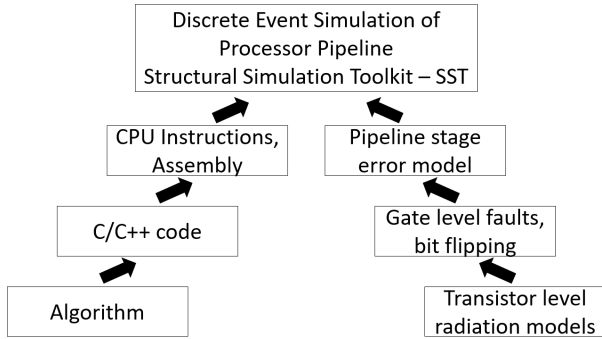 Discrete Event Simulation of
Processor Pipeline
Structural Simulation Toolkit – SST
CPU Instructions,
Assembly
Pipeline stage
error model
C/C++ code
Gate level faults,
bit flipping
Algorithm
Transistor level
radiation models